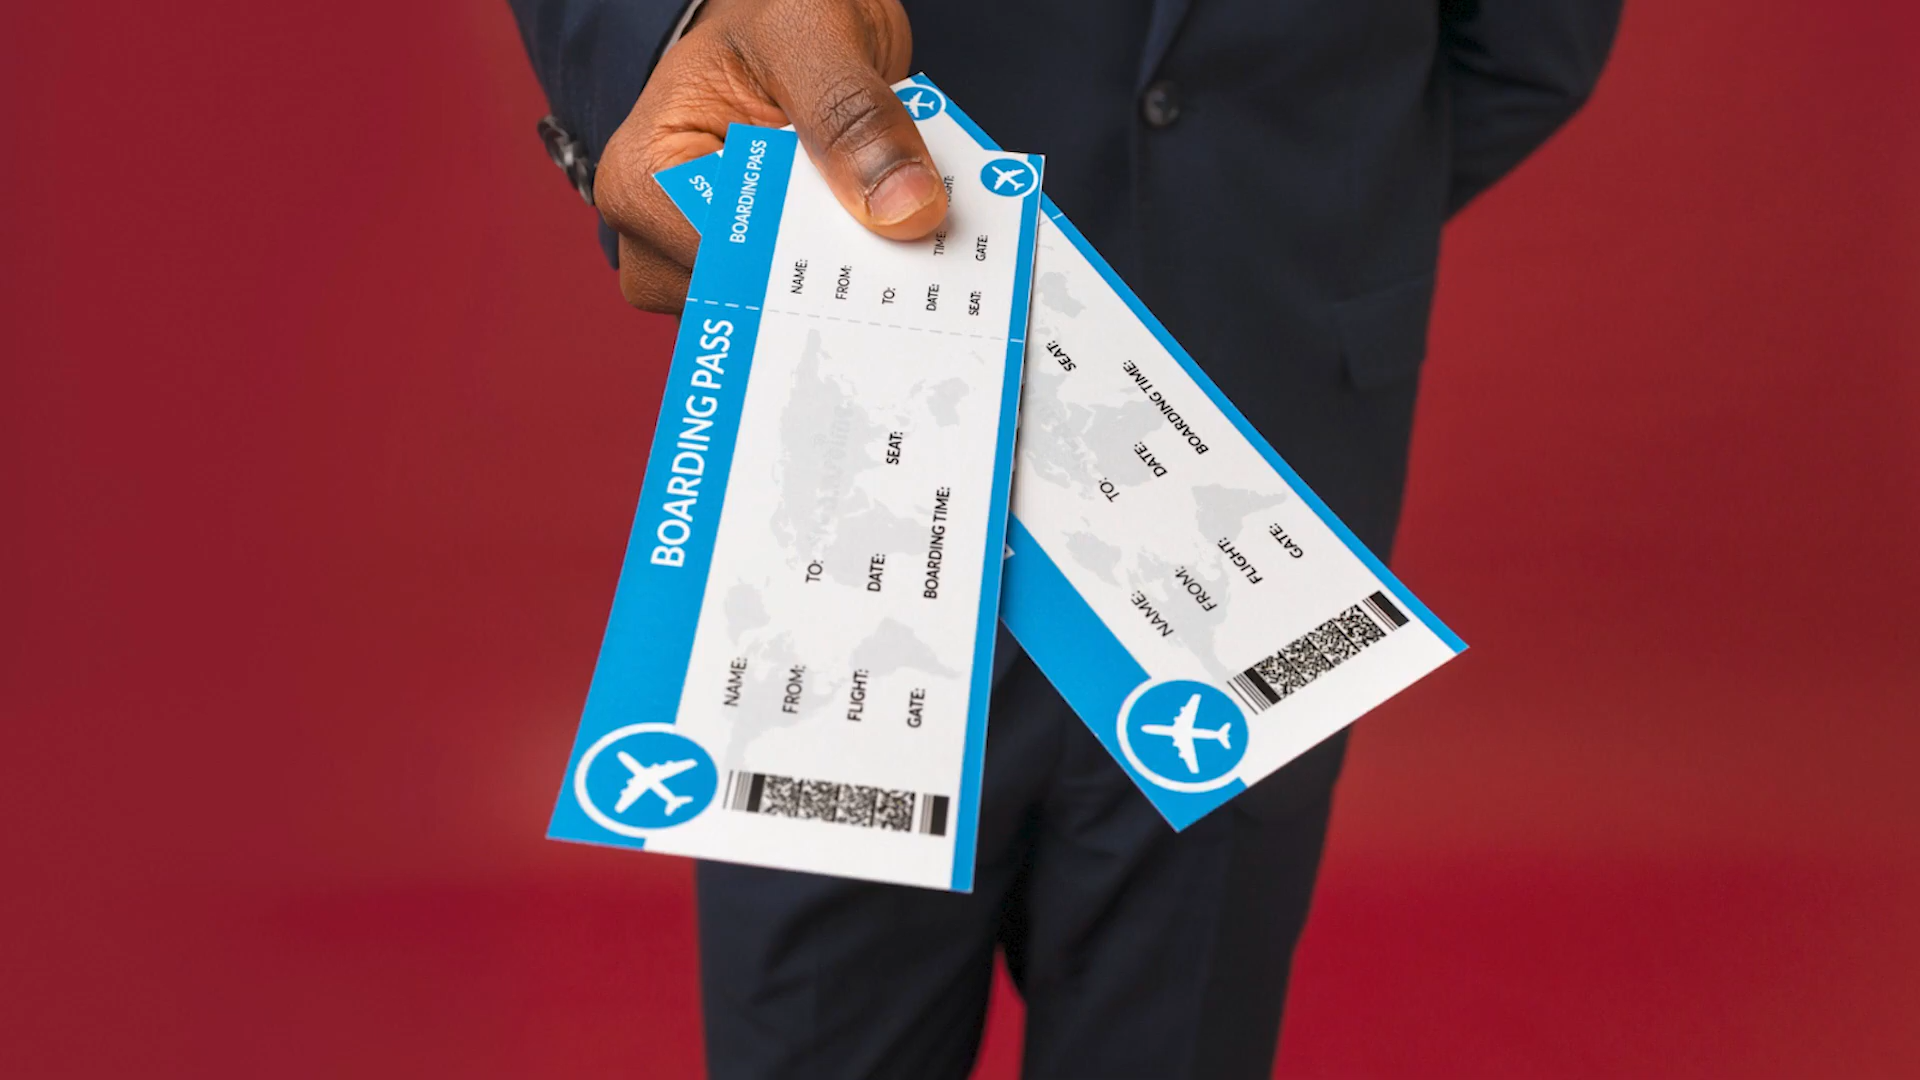 BOARDING PASS
NAME:
FROM:
TO:
DATE:
TIME:
SEAT:
GATE:
BOARDING PASS
TO:
SEAT:
DATE:
BOARDING TIME:
NAME:
FROM:
FLIGHT:
GATE:
SEAT:
BOARDING TIME:
DATE:
TO:
NAME:
FROM:
FLIGHT:
GATE: